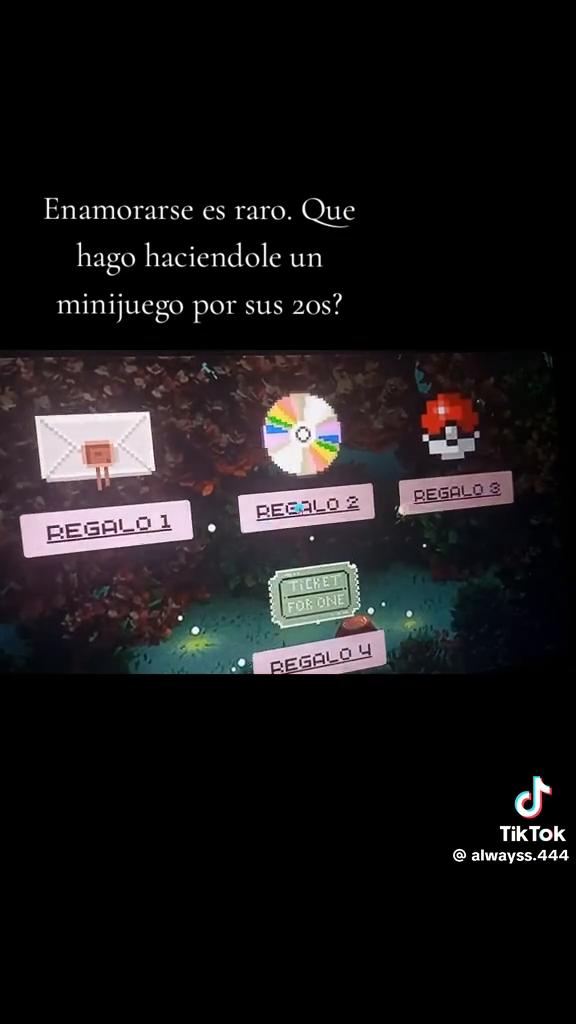 Enamorarse es raro. Que
hago haciendole un
minijuego por sus 20s?
REGALO 1
REGALO 2
REGALO 3
TICKET
FOR ONE
REGALO 4
TikTok
@ alwayss.444